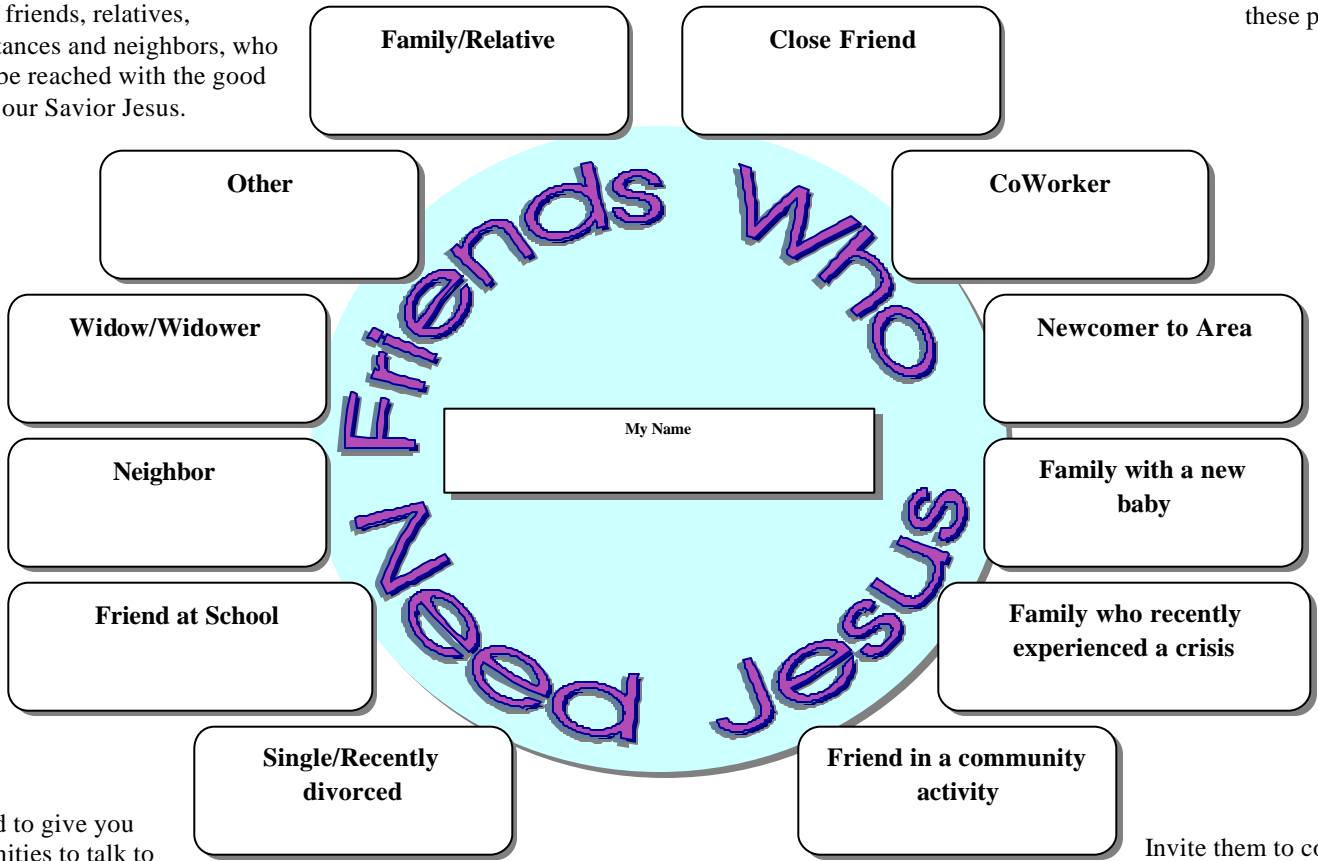 friends, relatives,
tances and neighbors, who
be reached with the good
our Savior Jesus.
these p
Family/Relative
Close Friend
Other
CoWorker
Widow/Widower
Newcomer to Area
Neighbor
Family with a new
baby
Friend at School
Family who recently
experienced a crisis
Single/Recently
divorced
Friend in a community
activity
Friends Who
Need Jesus
My Name
d to give you
nities to talk to
Invite them to co